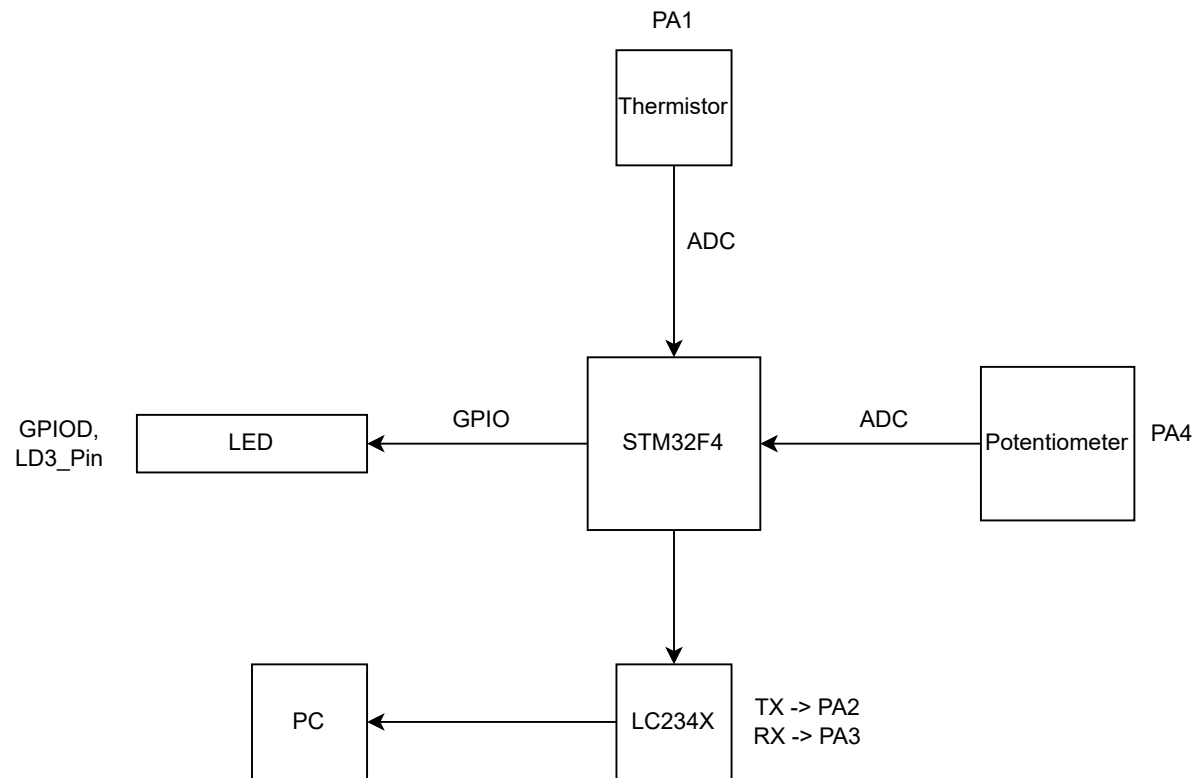 PA1
Thermistor
ADC
GPIOD,
LD3_Pin
LED
GPIO
STM32F4
ADC
Potentiometer
PA4
PC
LC234X
TX -> PA2
RX -> PA3